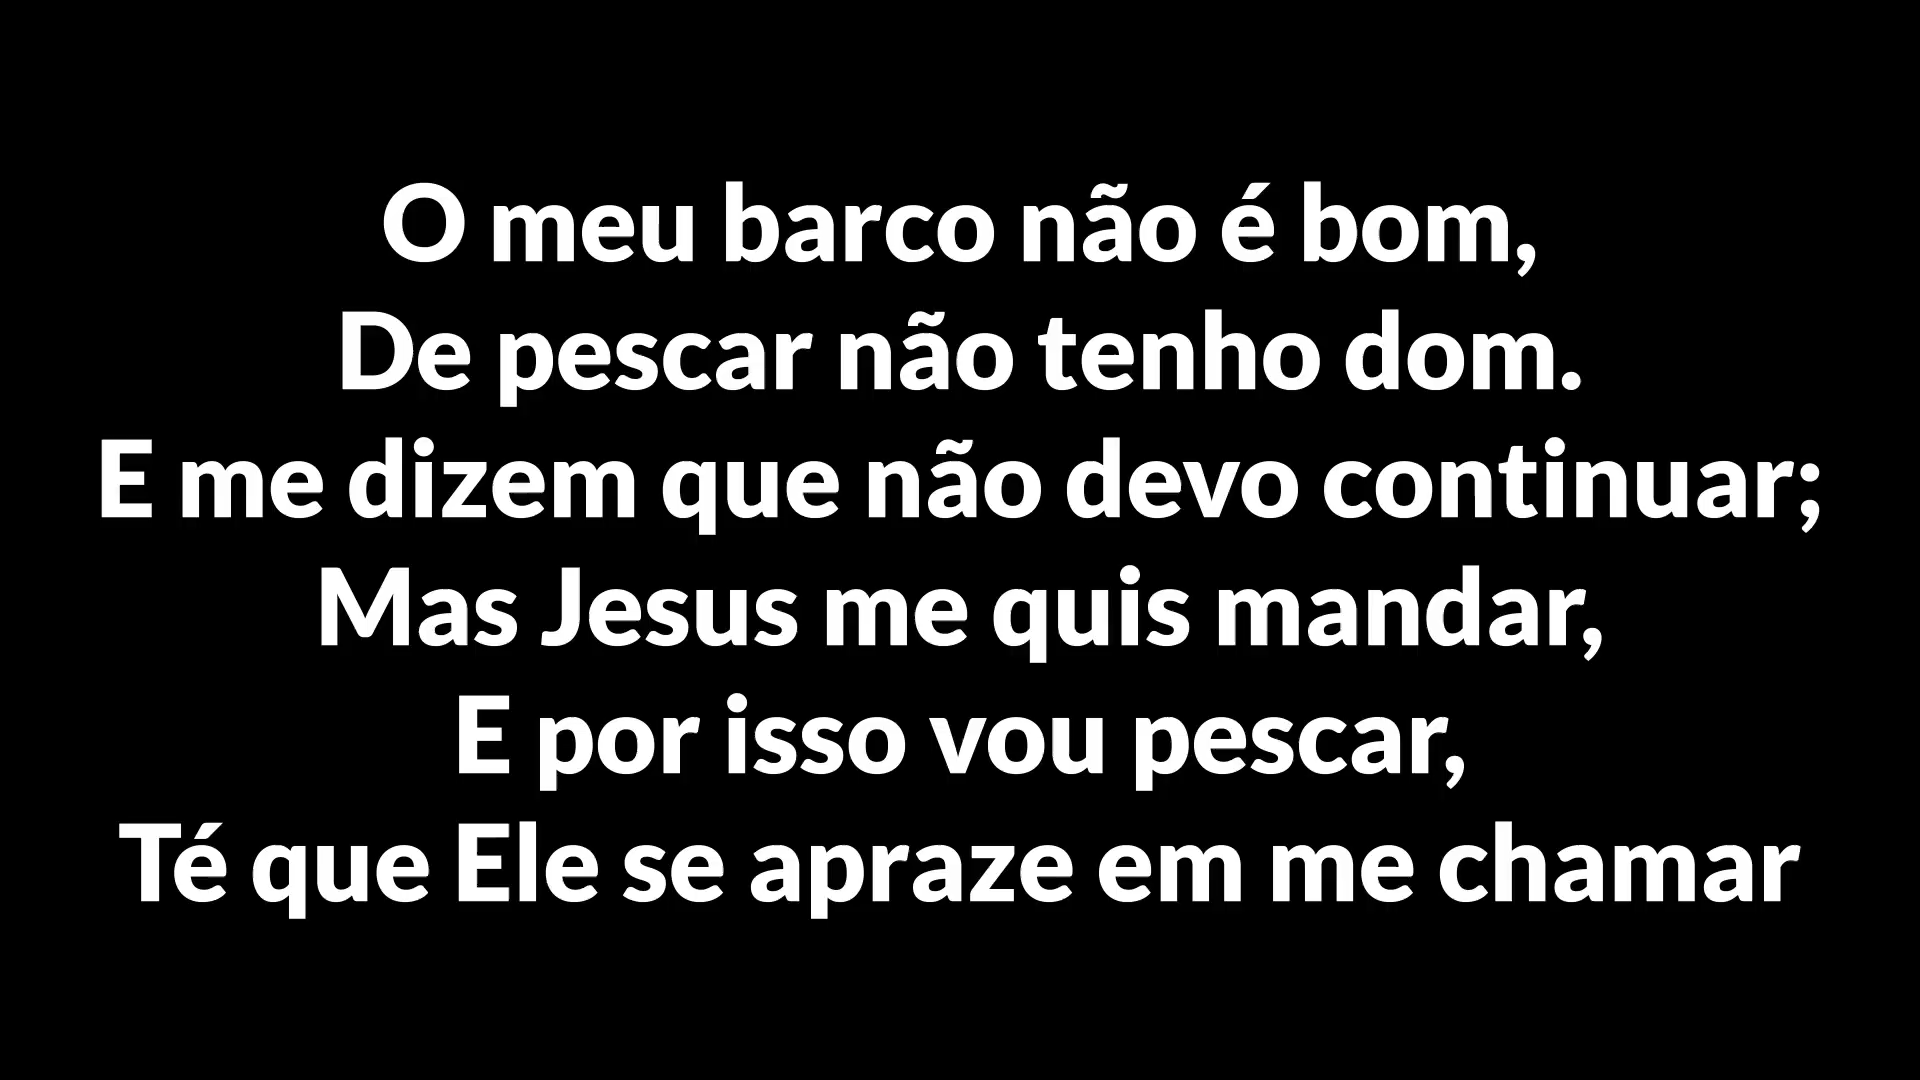 O meu barco não é bom,
De pescar não tenho dom.
E me dizem que não devo continuar;
Mas Jesus me quis mandar,
E por isso vou pescar,
Té que Ele se apraze em me chamar